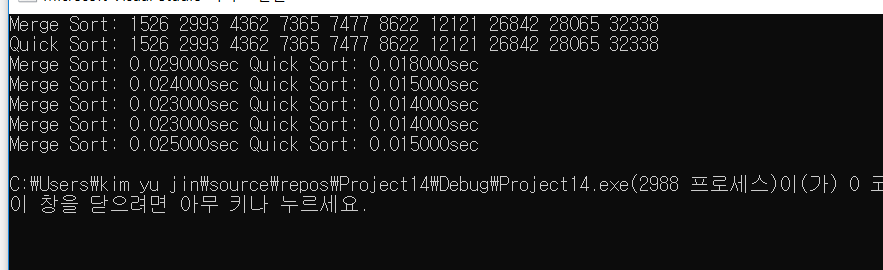 Merge Sort: 1526 2993 4362 7365 7477 8622 12121 26842 28065 32338
Quick Sort: 1526 2993 4362 7365 7477 8622 12121 26842 28065 32338
Merge Sort: 0.029000sec Quick Sort: 0.018000sec
Merge Sort: 0.024000sec Quick Sort: 0.015000sec
Merge Sort: 0.023000sec Quick Sort: 0.014000sec
Merge Sort: 0.023000sec Quick Sort: 0.014000sec
Merge Sort: 0.025000sec Quick Sort: 0.015000sec
C:₩Users₩kim yu jin₩source₩repos₩Project14₩Debug₩Project14.exe(2988 프로세스)이(가) 0 코
이 창을 닫으려면 아무 키나 누르세요.